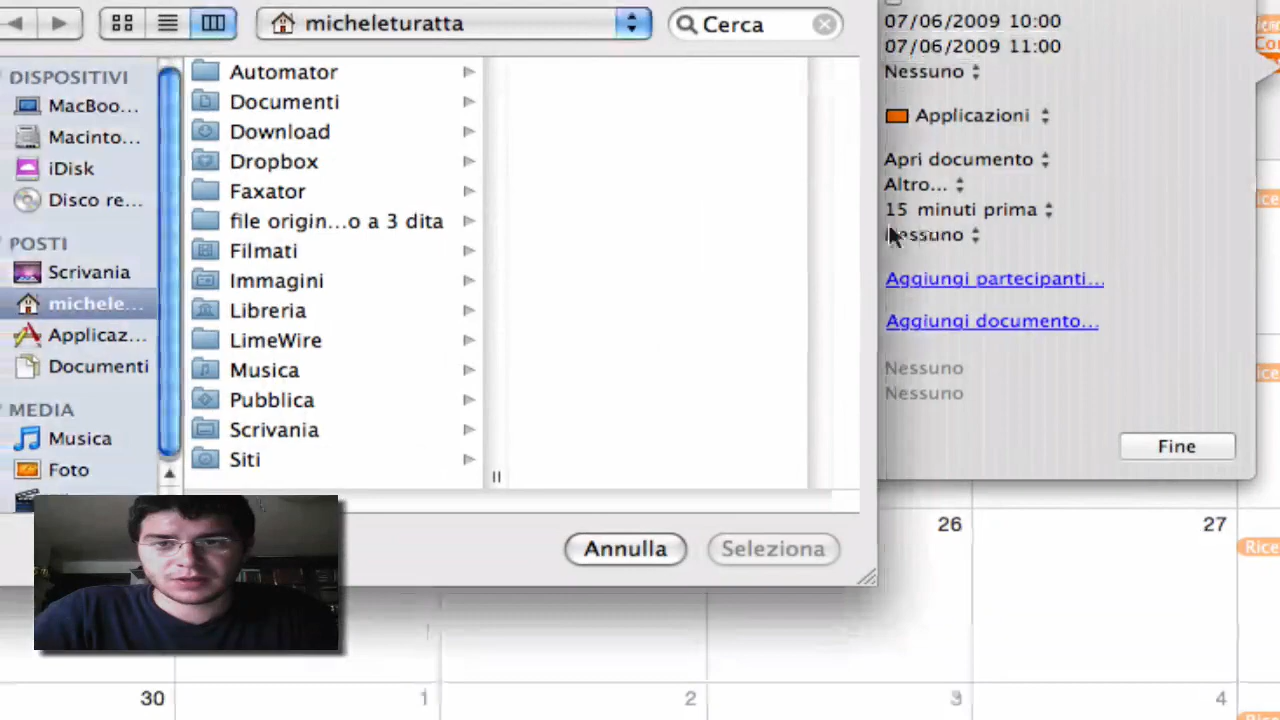 micheleturatta
Cerca
DISPOSITIVI
MacBoo...
Macinto...
iDisk
Disco re...
POSTI
Scrivania
michele...
Applicaz...
Documenti
MEDIA
Musica
Foto
Automator
Documenti
Download
Dropbox
Faxator
file origin...o a 3 dita
Filmati
Immagini
Libreria
LimeWire
Musica
Pubblica
Scrivania
Siti
Annulla
Seleziona
07/06/2009 10:00
07/06/2009 11:00
Nessuno
Applicazioni
Apri documento
Altro...
15 minuti prima
Nessuno
Aggiungi partecipanti...
Aggiungi documento...
Nessuno
Nessuno
Fine
26
27
30
1
2
3
4